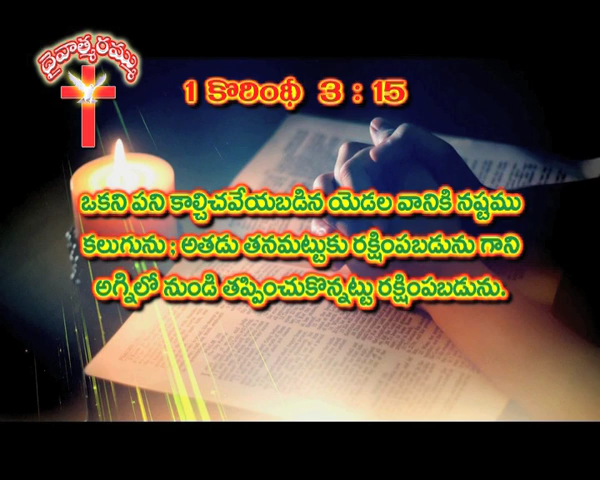 దైవాత్మరమ్ము
1 కొరింథీ 3 : 15
ఒకని పని కాల్చివేయబడిన యెడల వానికి నష్టము
కలుగును ; అతడు తనమట్టుకు రక్షింపబడును గాని
అగ్నిలో నుండి తప్పించుకొన్నట్టు రక్షింపబడును.